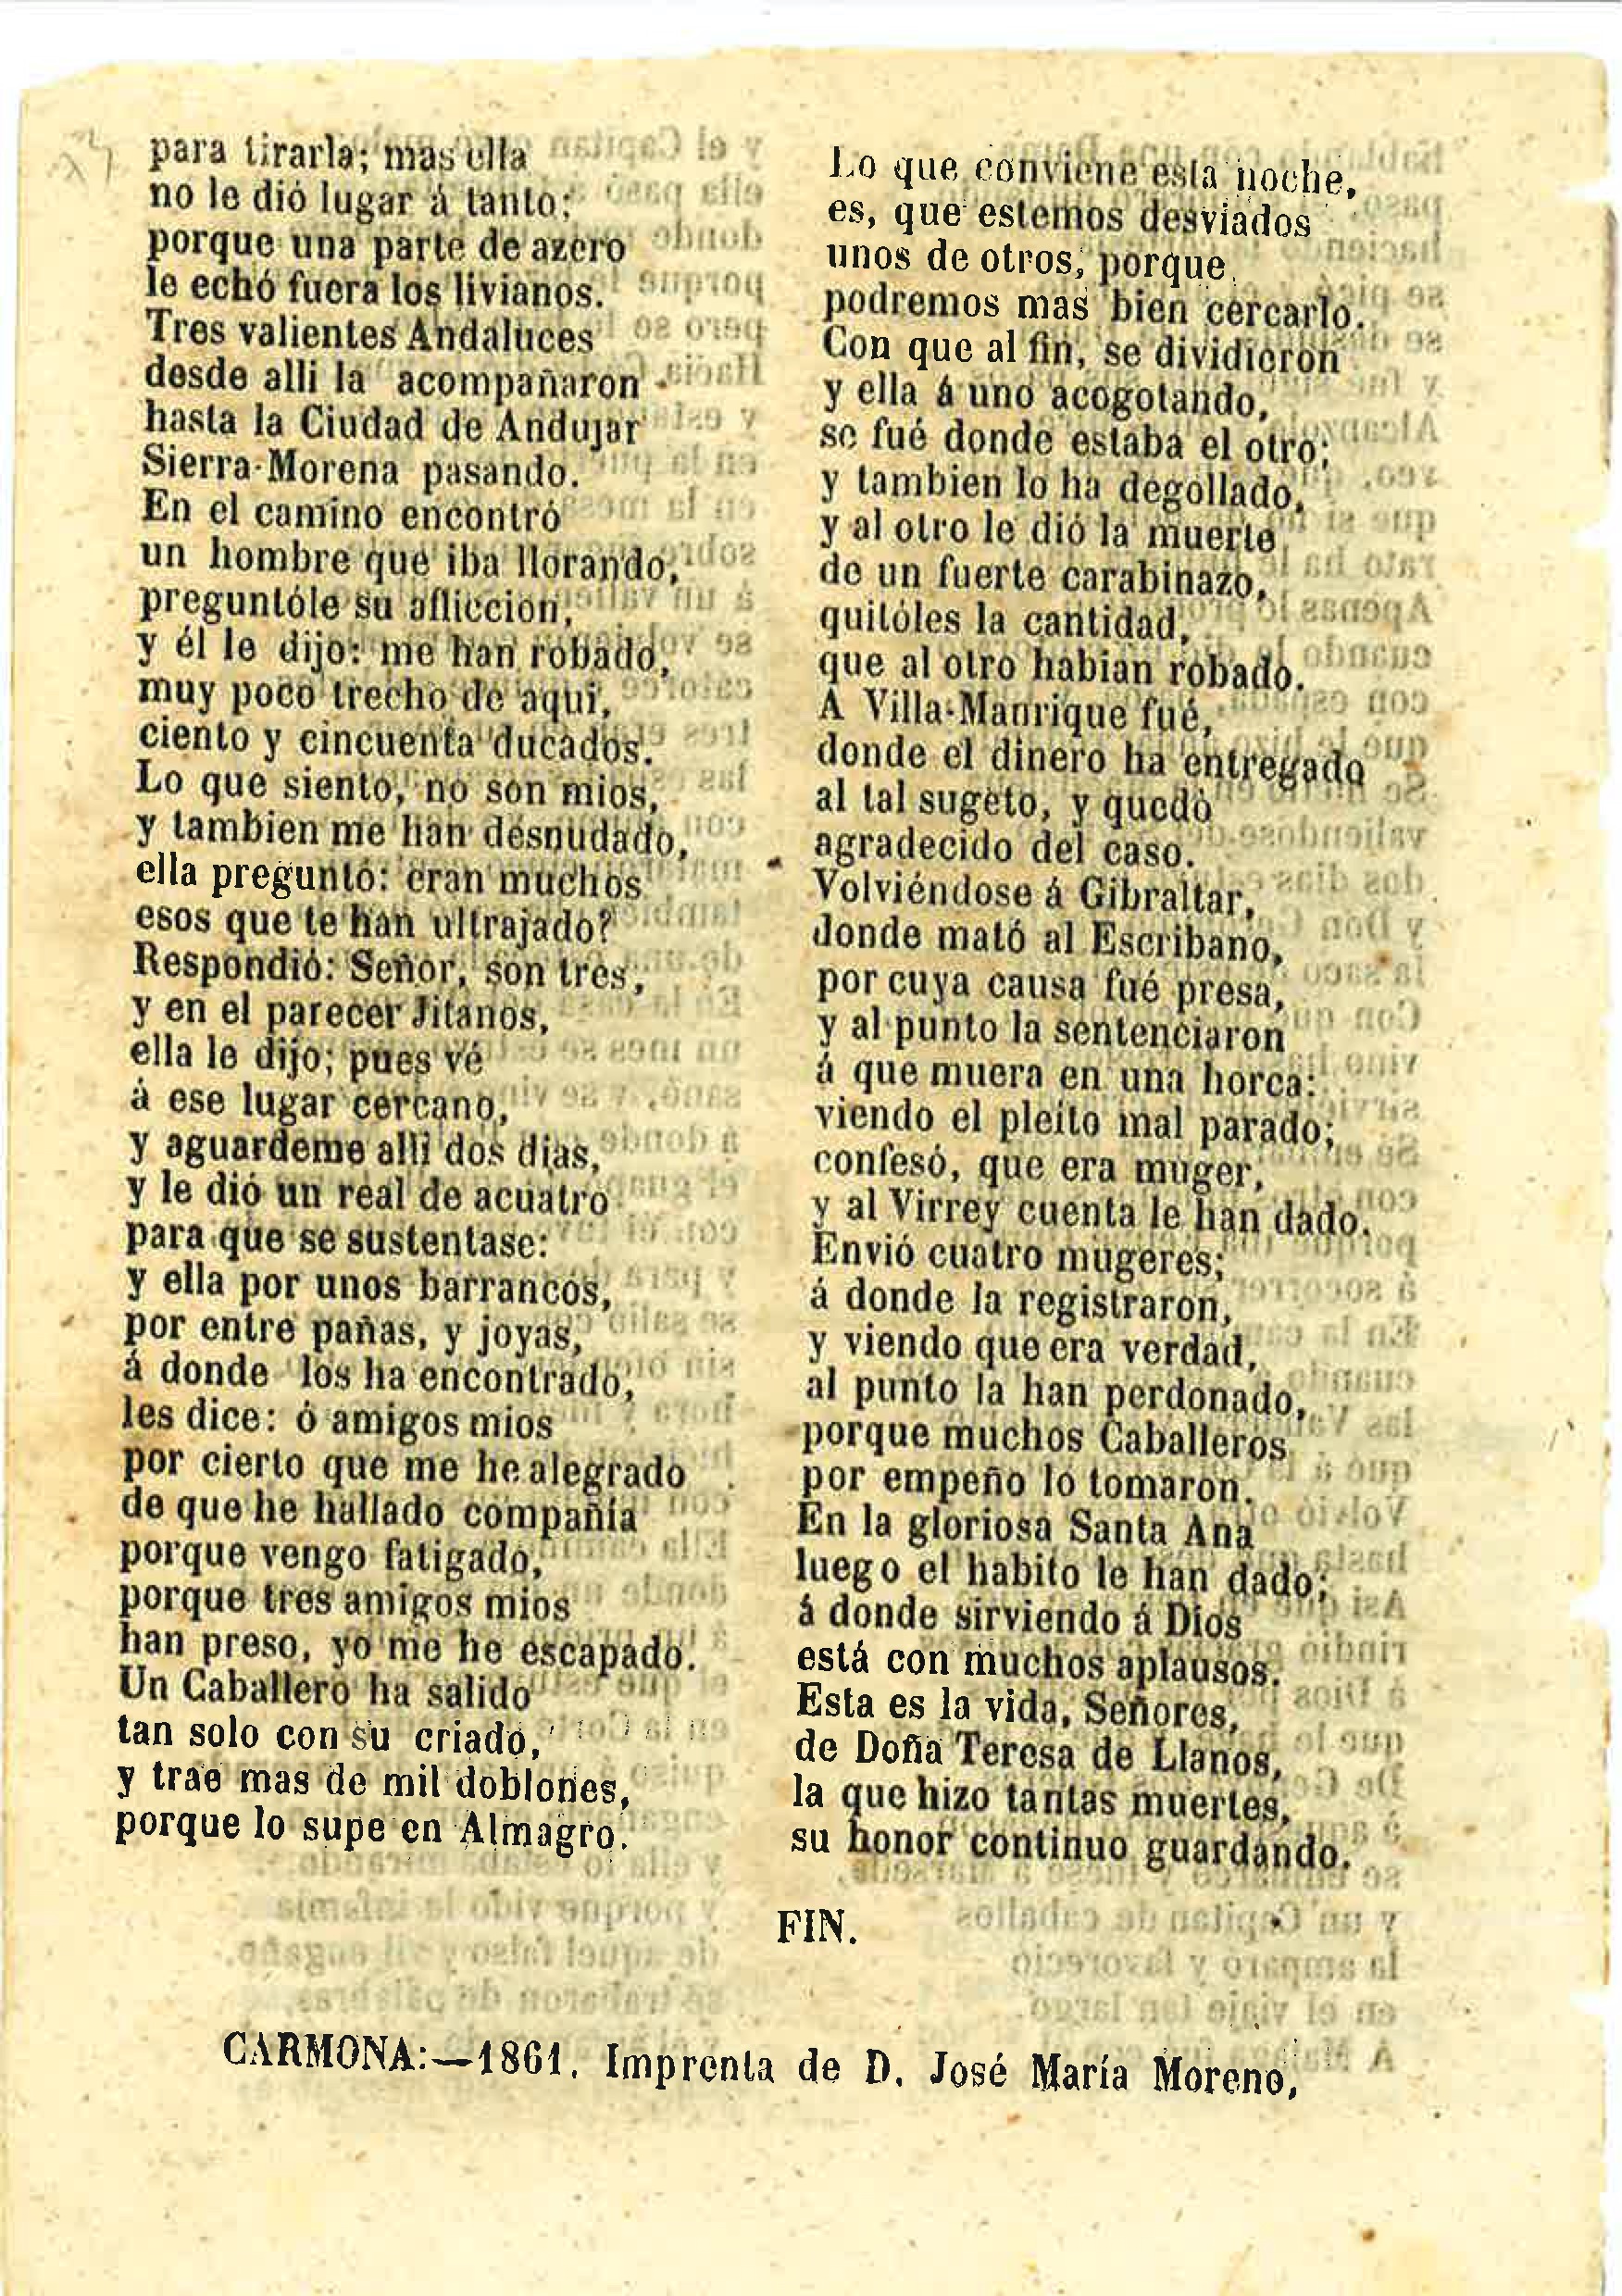 para tirarla; mas ella
no le dió lugar á tanto;
porque una parte de azero
le echó fuera los livianos.
Tres valientes Andaluces
desde alli la acompañaron
hasta la Ciudad de Andujar
Sierra-Morena pasando.
En el camino encontró
un hombre que iba llorando,
preguntóle su afliccion,
y él le dijo: me han robado,
muy poco trecho de aqui,
ciento y cincuenta ducados.
Lo que siento, no son mios,
y tambien me han desnudado,
ella preguntó: eran muchos
esos que te han ultrajado?
Respondió: Señor, son tres,
y en el parecer Jitanos,
ella le dijo; pues vé
á ese lugar cercano,
y aguardeme alli dos dias,
y le dió un real de acuatro
para que se sustentase:
y ella por unos barrancos,
por entre pañas, y joyas,
á donde los ha encontrado,
les dice: ó amigos mios
por cierto que me he alegrado
de que he hallado compañía
porque vengo fatigado,
porque tres amigos mios
han preso, yo me he escapado.
Un Caballero ha salido
tan solo con su criado,
y trae mas de mil doblones,
porque lo supe en Almagro.
Lo que conviene esta noche,
es, que estemos desviados
unos de otros, porque
podremos mas bien cercarlo.
Con que al fin, se dividieron
y ella á uno acogotando,
se fué donde estaba el otro;
y tambien lo ha degollado,
y al otro le dió la muerte
de un fuerte carabinazo,
quitóles la cantidad,
que al otro habian robado.
A Villa-Manrique fué,
donde el dinero ha entregado
al tal sugeto, y quedò
agradecido del caso.
Volviéndose á Gibraltar,
donde mató al Escribano,
por cuya causa fué presa,
y al punto la sentenciaron
á que muera en una horca:
viendo el pleito mal parado;
confesó, que era muger,
y al Virrey cuenta le han dado.
Envió cuatro mugeres;
á donde la registraron,
y viendo que era verdad,
al punto la han perdonado,
porque muchos Caballeros
por empeño lo tomaron.
En la gloriosa Santa Ana
luego el habito le han dado;
á donde sirviendo á Dios
está con muchos aplausos.
Esta es la vida, Señores,
de Doña Teresa de Llanos,
la que hizo tantas muertes,
su honor continuo guardando.
FIN.
CARMONA:—1861. Imprenta de D. José María Moreno,